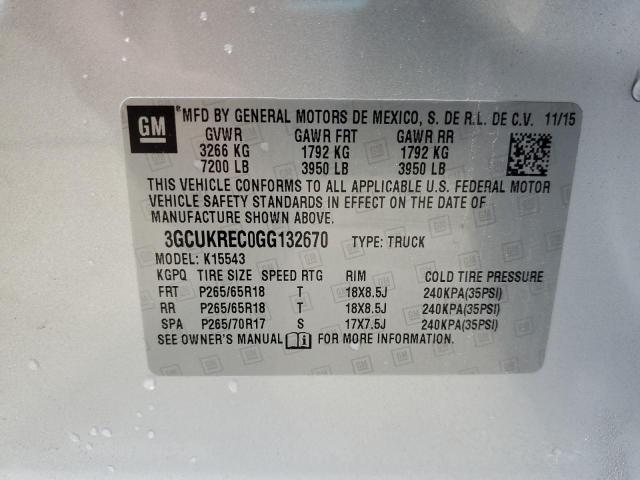 GM
®MFD BY GENERAL MOTORS DE MEXICO, S. DE R.L. DE C.V. 11/15
GVWR GAWR FRT GAWR RR
3266 KG 1792 KG 1792 KG
7200 LB 3950 LB 3950 LB
THIS VEHICLE CONFORMS TO ALL APPLICABLE U.S. FEDERAL MOTOR
VEHICLE SAFETY STANDARDS IN EFFECT ON THE DATE OF
MANUFACTURE SHOWN ABOVE.
3GCUKREC0GG132670 TYPE: TRUCK
MODEL: K15543
KGPQ TIRE SIZE SPEED RTG RIM COLD TIRE PRESSURE
FRT P265/65R18 T 18X8.5J 240KPA(35PSI)
RR P265/65R18 T 18X8.5J 240KPA(35PSI)
SPA P265/70R17 S 17X7.5J 240KPA(35PSI)
SEE OWNER'S MANUAL FOR MORE INFORMATION.